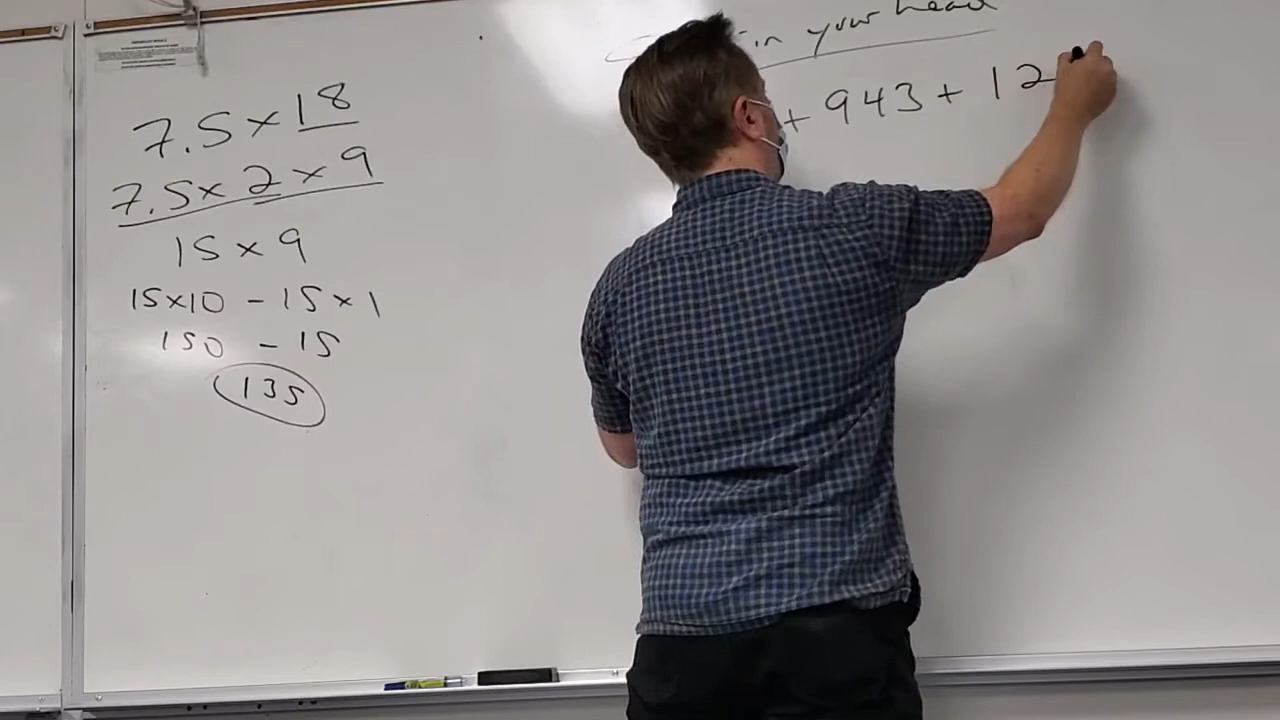 7.5 × 18
7.5 × 2 × 9
15 × 9
15×10 - 15 × 1
150 - 15
135
in your head
+ 943 + 12